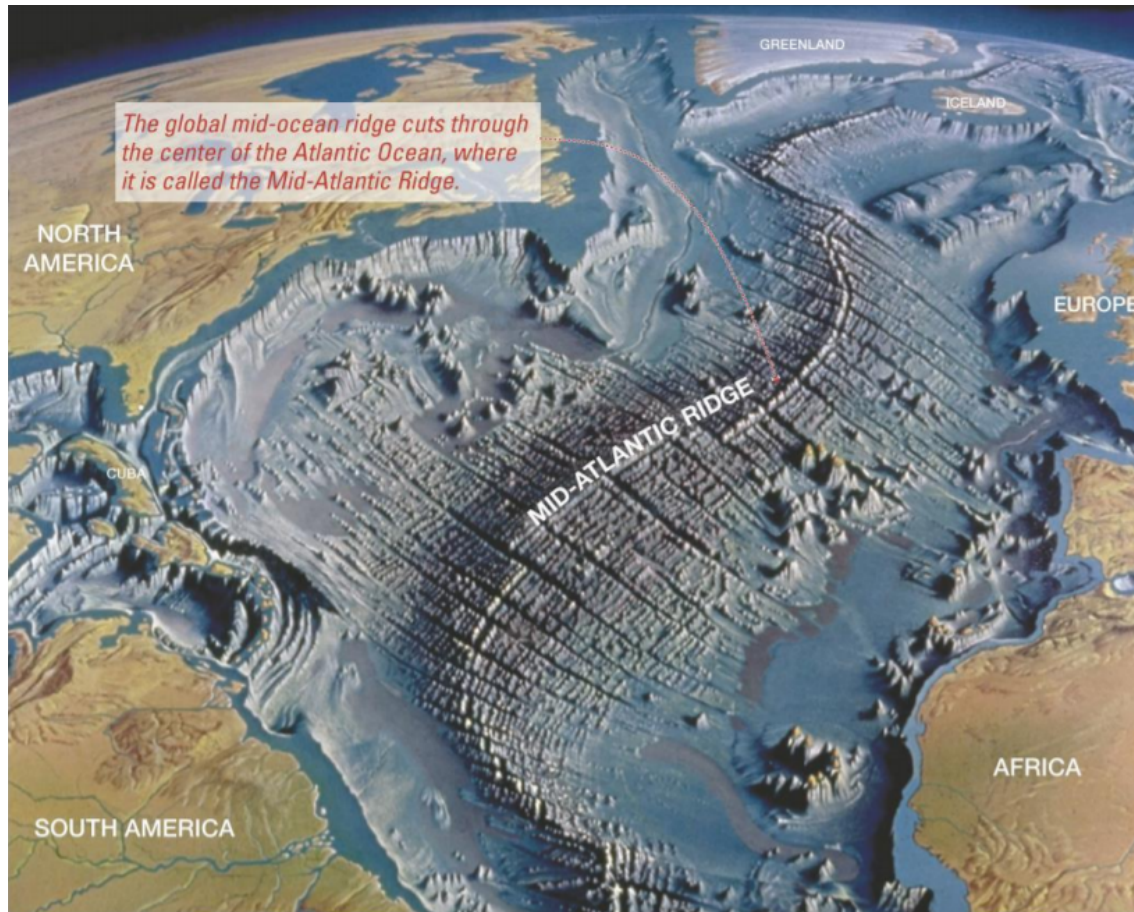 GREENLAND
ICELAND
The global mid-ocean ridge cuts through
the center of the Atlantic Ocean, where
it is called the Mid-Atlantic Ridge.
NORTH
AMERICA
EUROPE
MID-ATLANTIC RIDGE
CUBA
AFRICA
SOUTH AMERICA